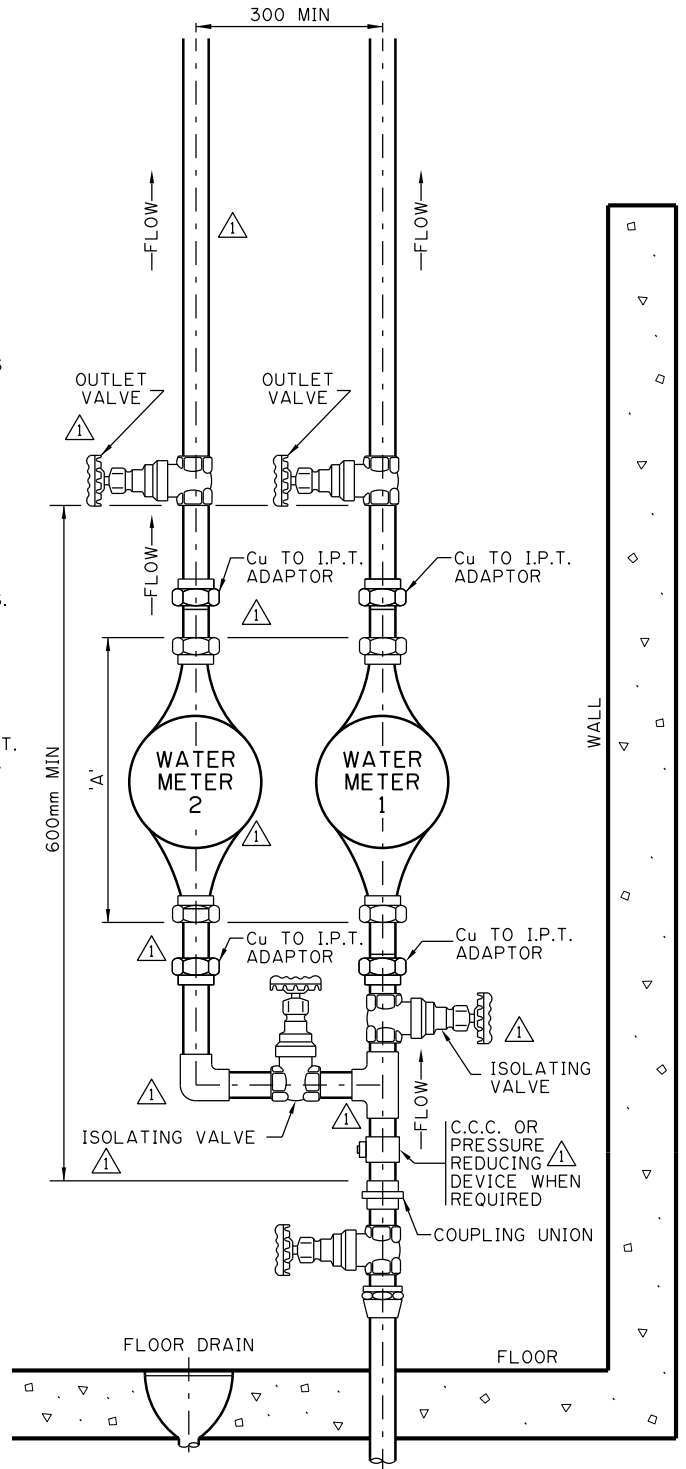 300 MIN
FLOW
FLOW
1
S
OUTLET
VALVE
OUTLET
VALVE
1
FLOW
Cu TO I.P.T.
ADAPTOR
Cu TO I.P.T.
ADAPTOR
S.
1
T.
WALL
600mm MIN
'A'
WATER
METER
2
WATER
METER
1
1
1
Cu TO I.P.T.
ADAPTOR
Cu TO I.P.T.
ADAPTOR
1
ISOLATING
VALVE
1
1
FLOW
ISOLATING VALVE
1
C.C.C. OR
PRESSURE
REDUCING 1
DEVICE WHEN
REQUIRED
COUPLING UNION
FLOOR DRAIN
FLOOR